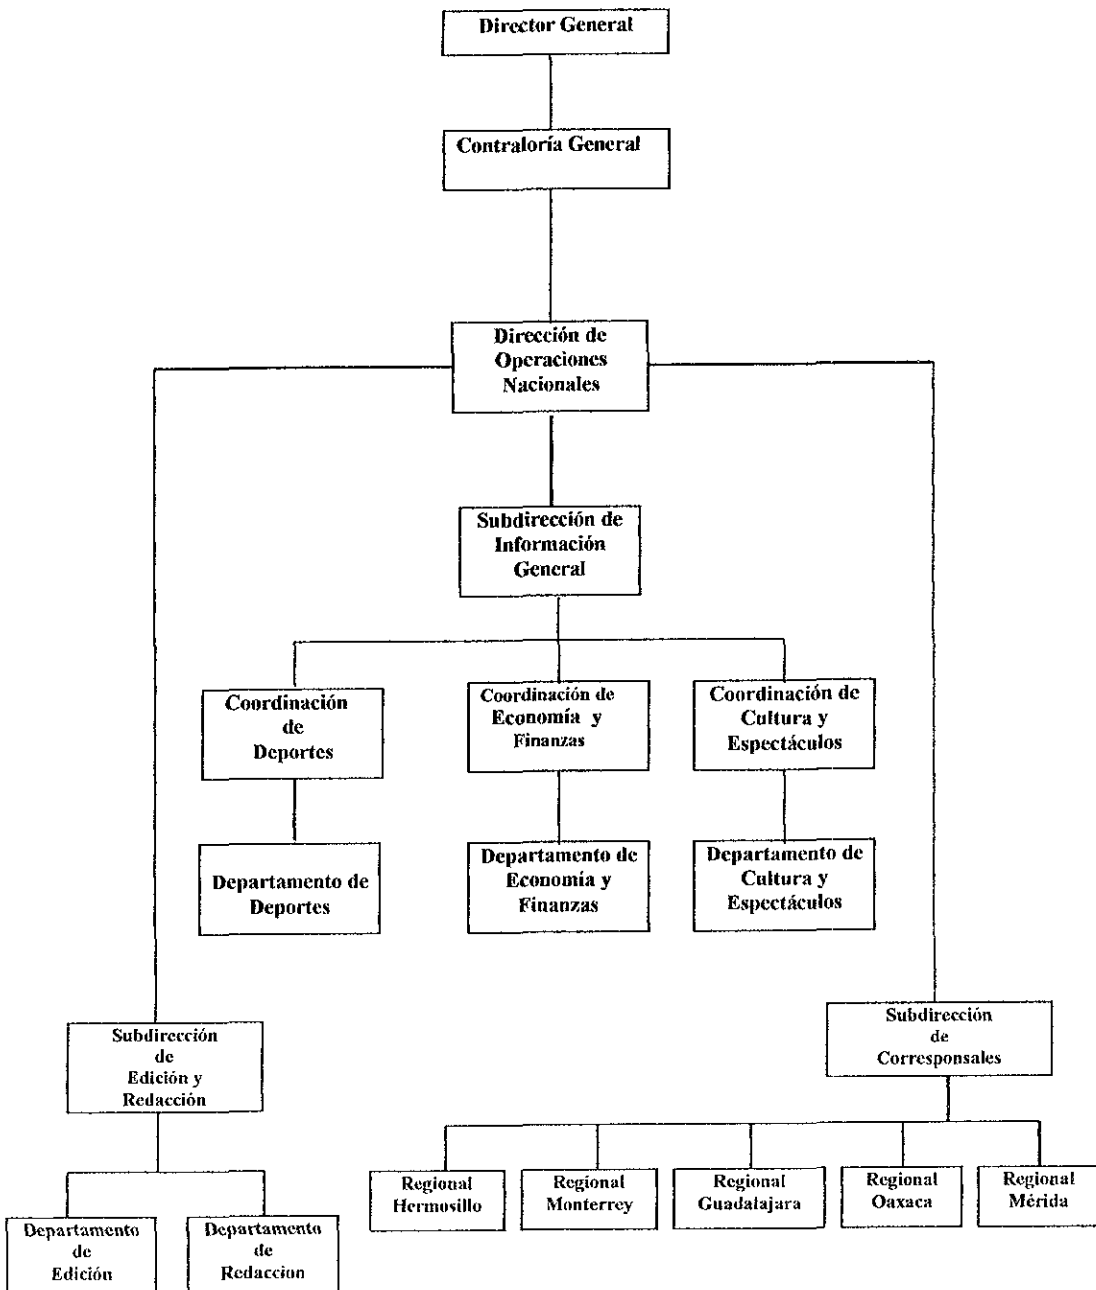 Director General
Contraloría General
Dirección de
Operaciones
Nacionales
Subdirección de
Información
General
Coordinación
de
Deportes
Coordinación de
Economía y
Finanzas
Coordinación de
Cultura y
Espectáculos
Departamento de
Deportes
Departamento de
Economía y
Finanzas
Departamento de
Cultura y
Espectáculos
Subdirección
de
Edición y
Redacción
Subdirección
de
Corresponsales
Departamento
de
Edición
Departamento
de
Redaccion
Regional
Hermosillo
Regional
Monterrey
Regional
Guadalajara
Regional
Oaxaca
Regional
Mérida